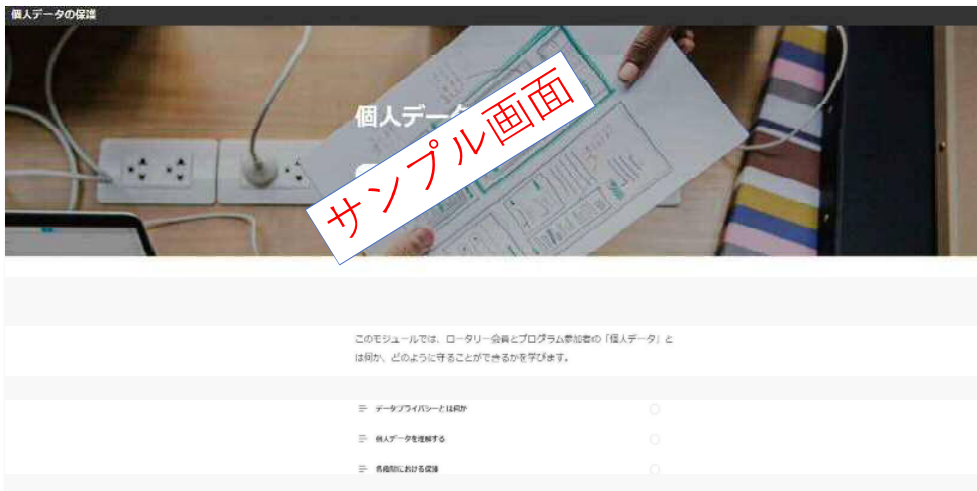 個人データの保護
個人データ
サンプル画面
このモジュールでは、ロータリー会員とプログラム参加者の「個人データ」と
は何か、どのように守ることができるかを学びます。
データプライバシーとは何か
個人データを理解する
各段階における保護